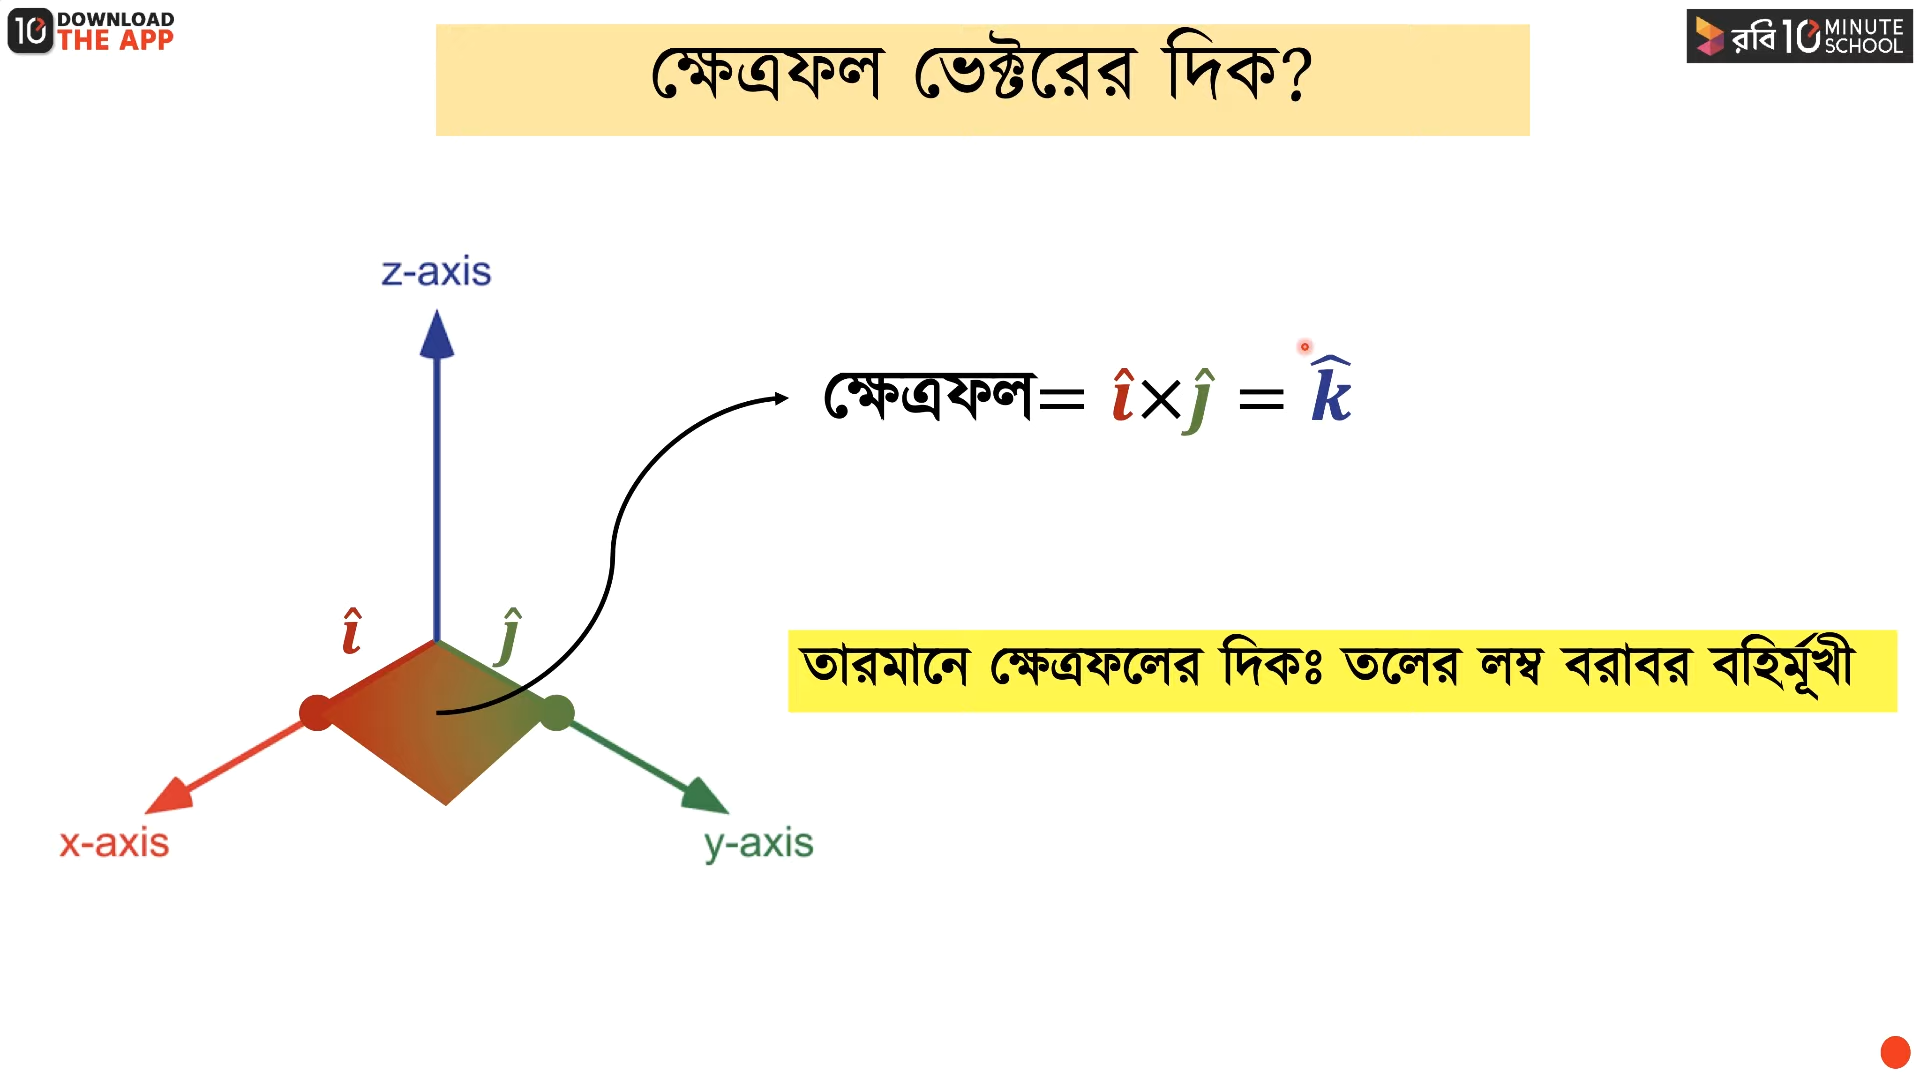 10 DOWNLOAD
THE APP
ক্ষেত্রফল ভেক্টরের দিক?
রবি 10 MINUTE
SCHOOL
z-axis
ক্ষেত্রফল= î×ĵ = k̂
î
ĵ
তারমানে ক্ষেত্রফলের দিকঃ তলের লম্ব বরাবর বহির্মূখী
x-axis
y-axis